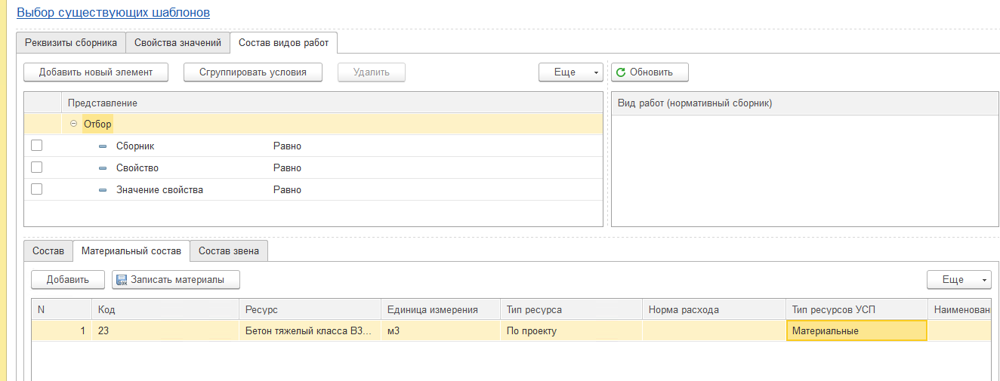 Выбор существующих шаблонов
Реквизиты сборника Свойства значений Состав видов работ
Добавить новый элемент Сгруппировать условия Удалить Еще Обновить
Представление Вид работ (нормативный сборник)
Отбор
Сборник Равно
Свойство Равно
Значение свойства Равно
Состав Материальный состав Состав звена
Добавить Записать материалы Еще
N Код Ресурс Единица измерения Тип ресурса Норма расхода Тип ресурсов УСП Наименован
1 23 Бетон тяжелый класса В3... м3 По проекту Материальные